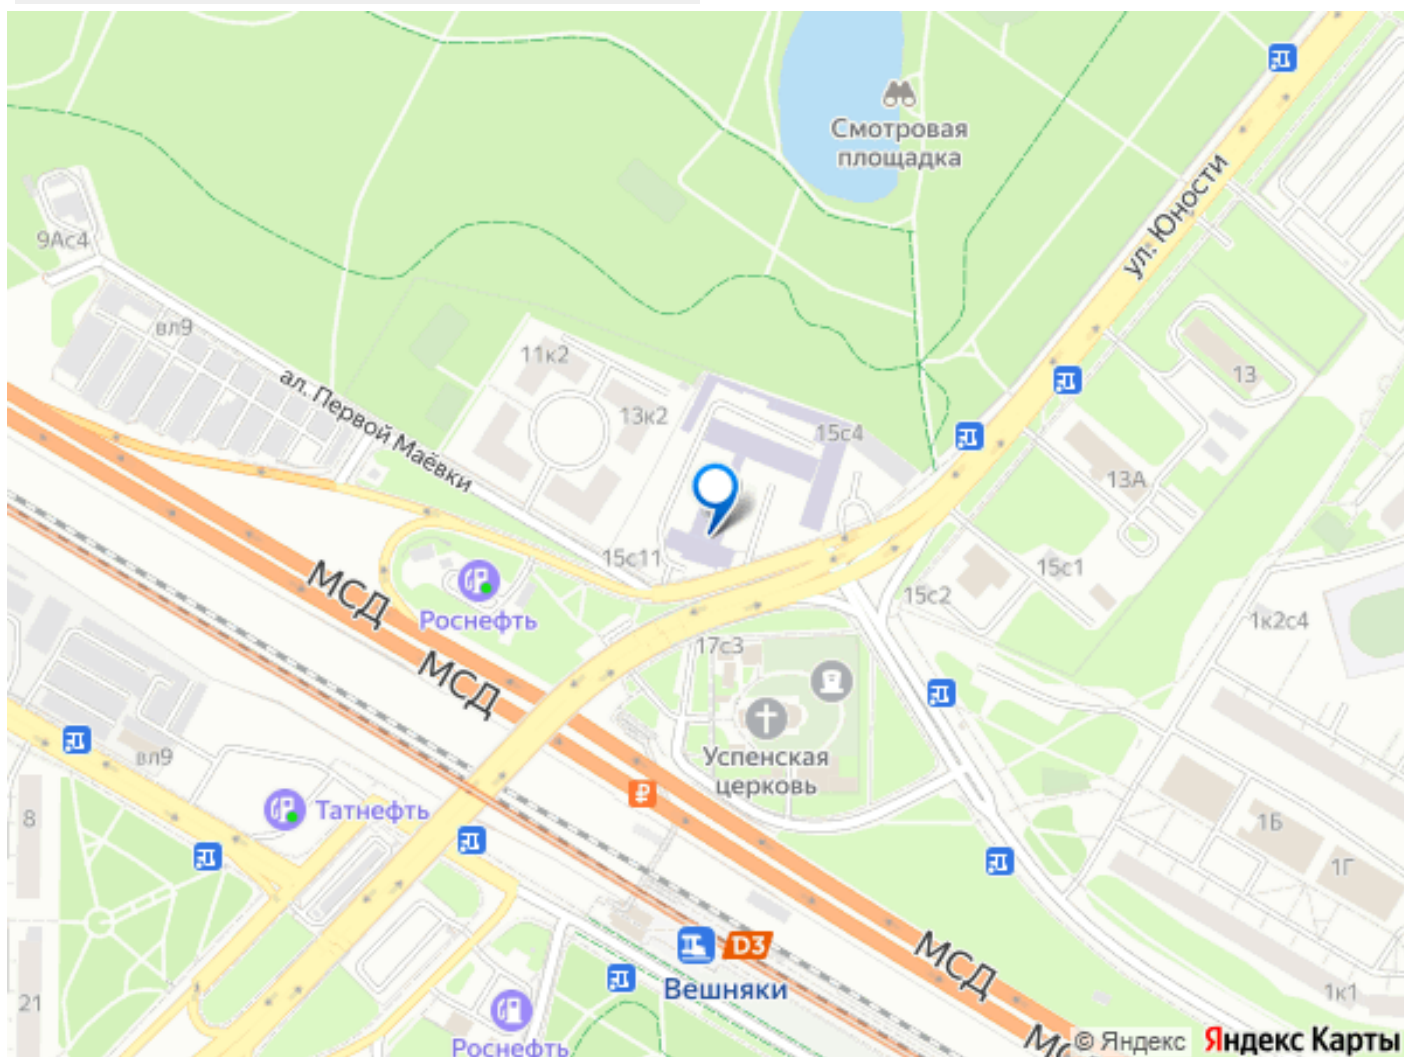 Смотровая
площадка
ул. Юности
9Ас4
вл9
11к2
13
ал. Первой Маёвки
13к2
15с4
13А
15с11
15с1
МСД
Роснефть
15с2
1к2с4
17с3
МСД
Успенская
церковь
вл9
₽
8
Татнефть
1Б
1Г
D3
МСД
Вешняки
21
1к1
Роснефть
© Яндекс Яндекс Карты